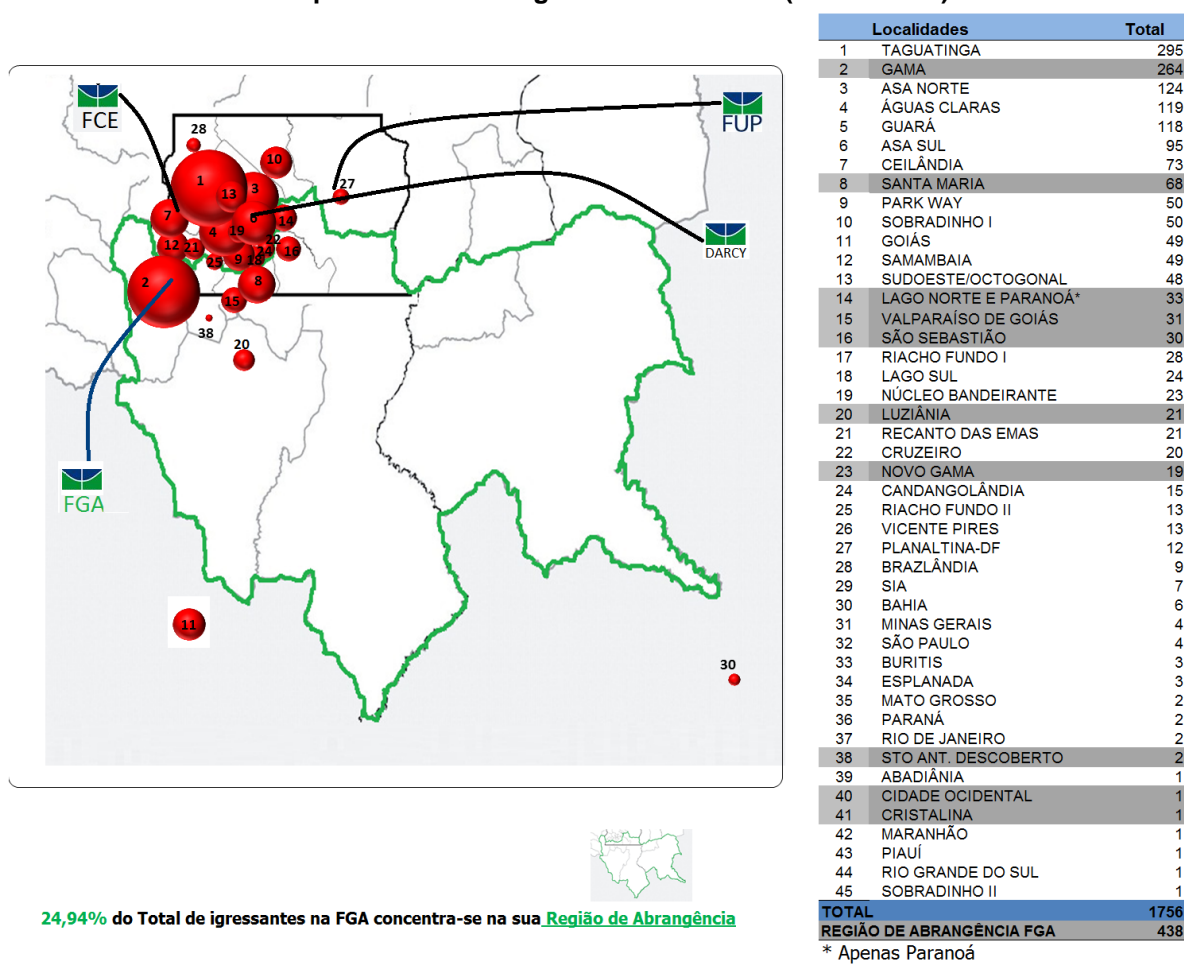 Localidades Total
1 TAGUATINGA 295
2 GAMA 264
3 ASA NORTE 124
4 ÁGUAS CLARAS 119
5 GUARÁ 118
6 ASA SUL 95
7 CEILÂNDIA 73
8 SANTA MARIA 68
9 PARK WAY 50
10 SOBRADINHO I 50
11 GOIÁS 49
12 SAMAMBAIA 49
13 SUDOESTE/OCTOGONAL 48
14 LAGO NORTE E PARANOÁ* 33
15 VALPARAÍSO DE GOIÁS 31
16 SÃO SEBASTIÃO 30
17 RIACHO FUNDO I 28
18 LAGO SUL 24
19 NÚCLEO BANDEIRANTE 23
20 LUZIÂNIA 21
21 RECANTO DAS EMAS 21
22 CRUZEIRO 20
23 NOVO GAMA 19
24 CANDANGOLÂNDIA 15
25 RIACHO FUNDO II 13
26 VICENTE PIRES 13
27 PLANALTINA-DF 12
28 BRAZLÂNDIA 9
29 SIA 7
30 BAHIA 6
31 MINAS GERAIS 4
32 SÃO PAULO 4
33 BURITIS 3
34 ESPLANADA 3
35 MATO GROSSO 2
36 PARANÁ 2
37 RIO DE JANEIRO 2
38 STO ANT. DESCOBERTO 2
39 ABADIÂNIA 1
40 CIDADE OCIDENTAL 1
41 CRISTALINA 1
42 MARANHÃO 1
43 PIAUÍ 1
44 RIO GRANDE DO SUL 1
45 SOBRADINHO II 1
TOTAL 1756
REGIÃO DE ABRANGÊNCIA FGA 438
* Apenas Paranoá
FCE
FUP
DARCY
FGA
28
10
1
13
3
27
7
4
19
6
14
12
21
22
24
16
25
9
18
2
8
15
38
20
11
30
24,94% do Total de igressantes na FGA concentra-se na sua Região de Abrangência